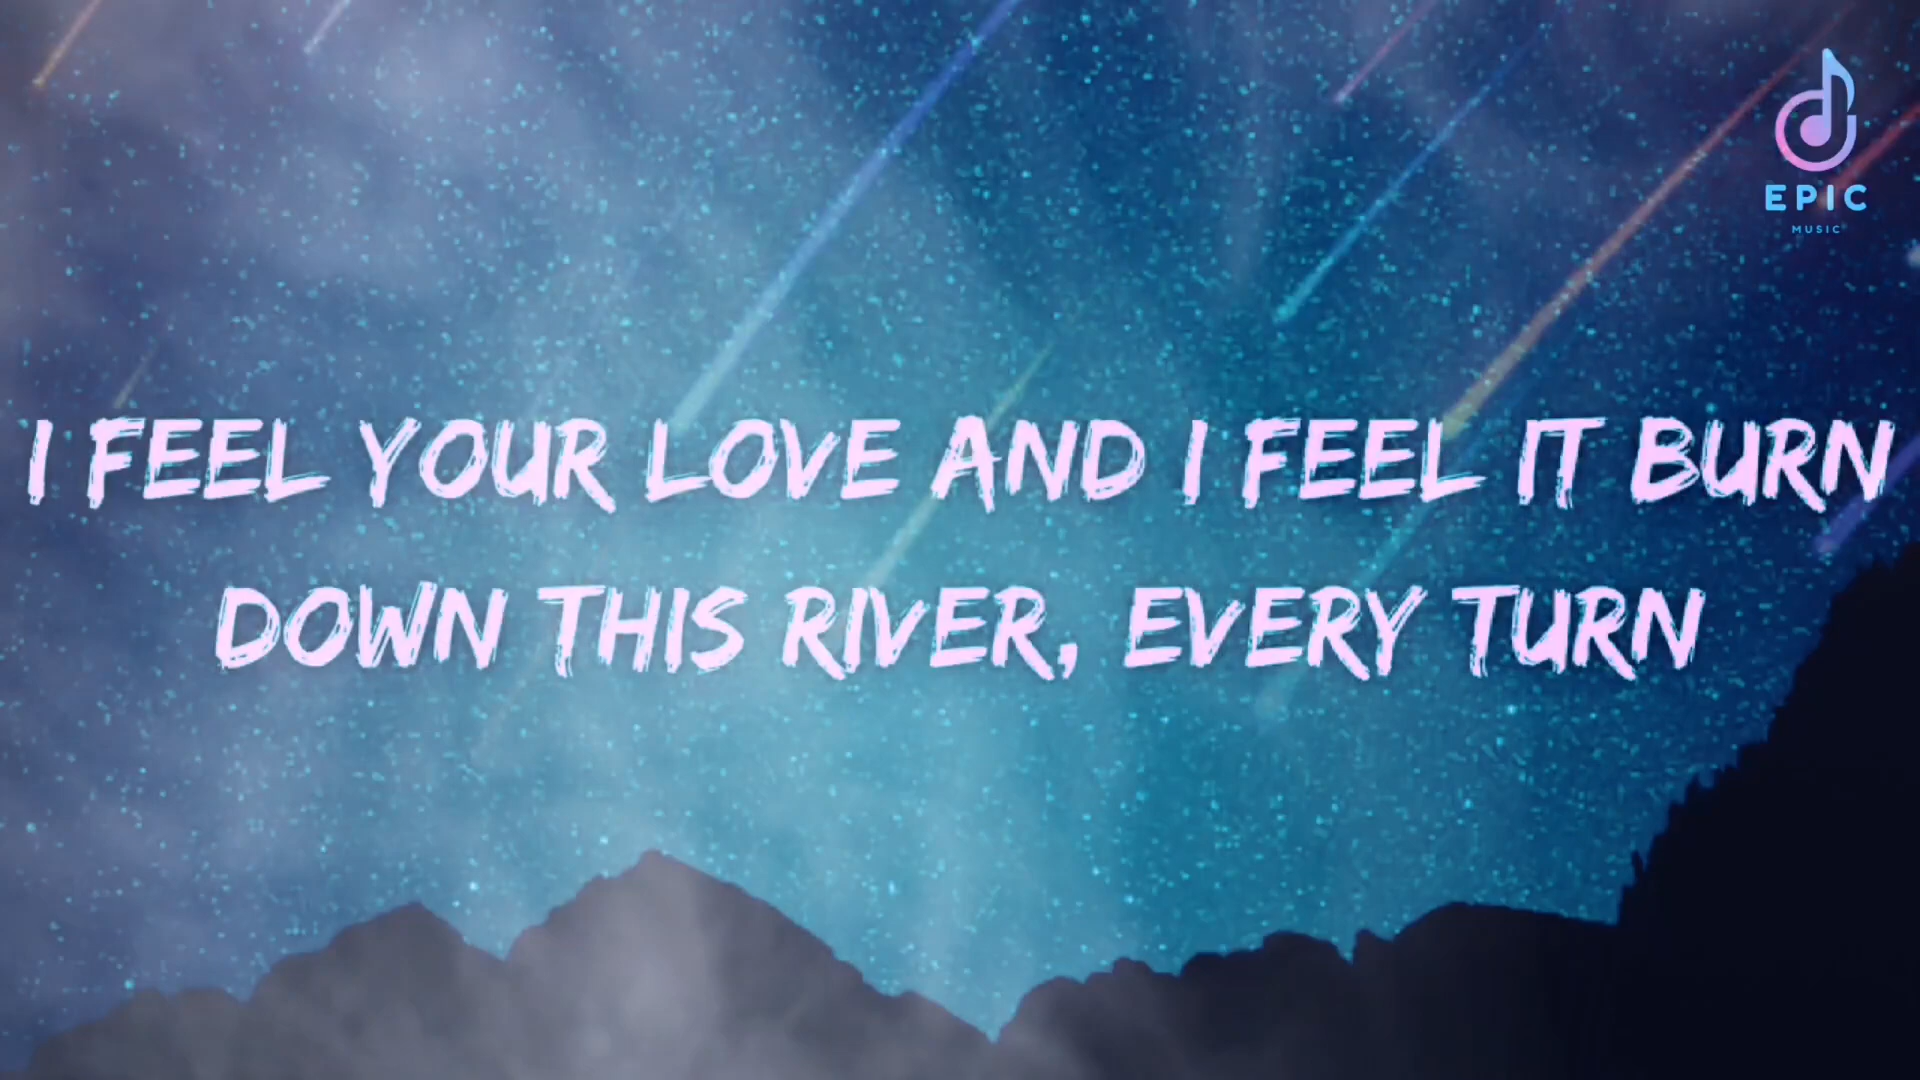 EPIC
MUSIC
I FEEL YOUR LOVE AND I FEEL IT BURN
DOWN THIS RIVER, EVERY TURN